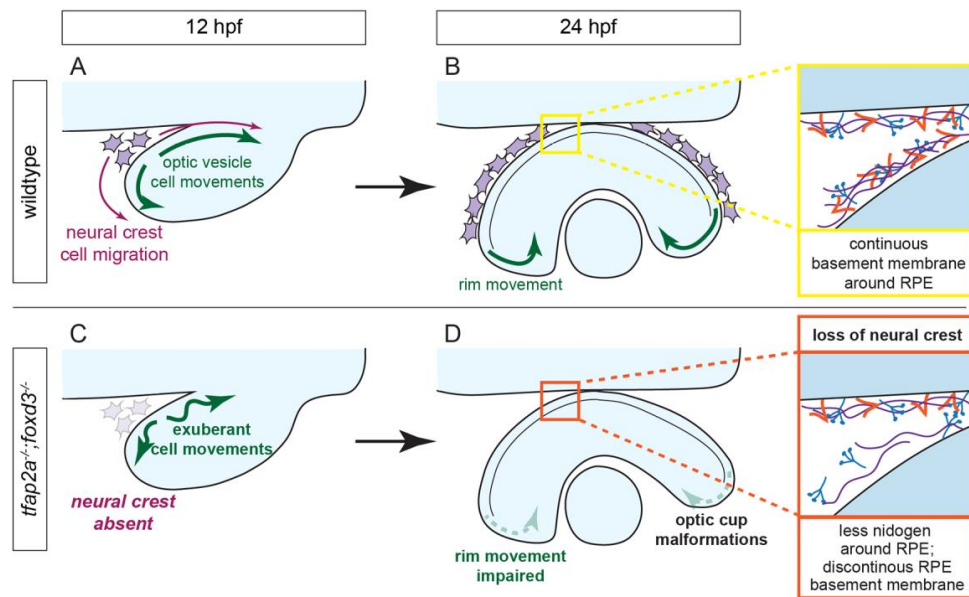 12 hpf
24 hpf
wildtype
A
optic vesicle
cell movements
neural crest
cell migration
B
rim movement
continuous
basement membrane
around RPE
tfap2a-/-;foxd3-/-
C
exuberant
cell movements
neural crest
absent
D
rim movement
impaired
optic cup
malformations
loss of neural crest
less nidogen
around RPE;
discontinous RPE
basement membrane